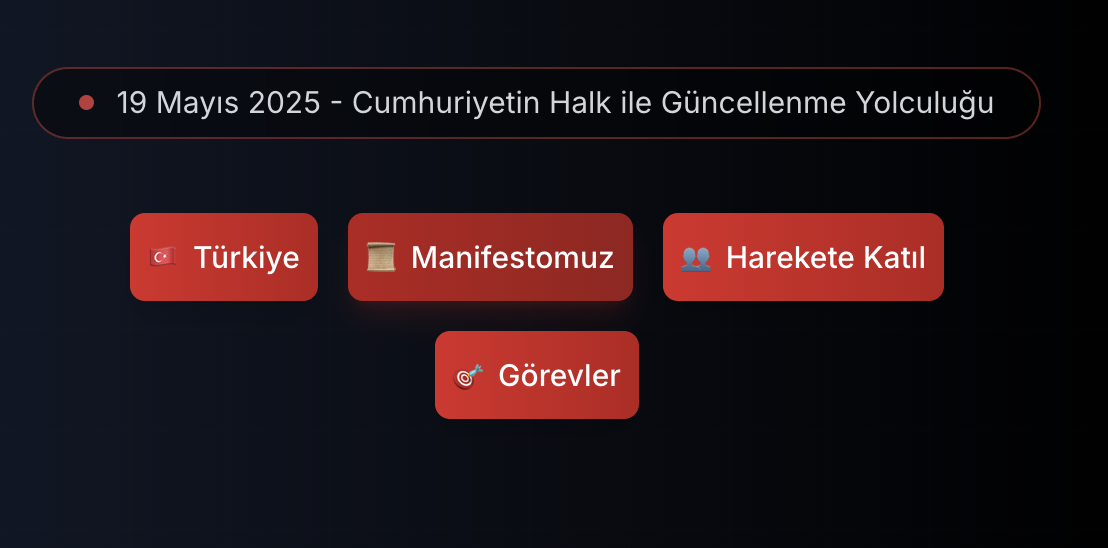 19 Mayıs 2025 - Cumhuriyetin Halk ile Güncellenme Yolculuğu
Türkiye
Manifestomuz
Harekete Katıl
Görevler